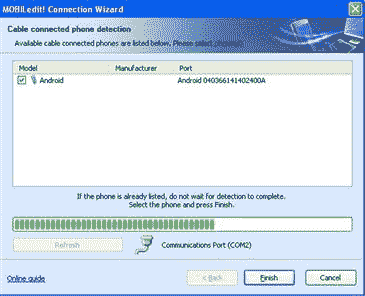 MOBILedit! Connection Wizard
Cable connected phone detection
Available cable connected phones are listed below. Please select phone(s).
Model Manufacturer Port
Android Android 040366141402400A
If the phone is already listed, do not wait for detection to complete.
Select the phone and press Finish.
Refresh Communications Port (COM2)
Online guide < Back Finish Cancel